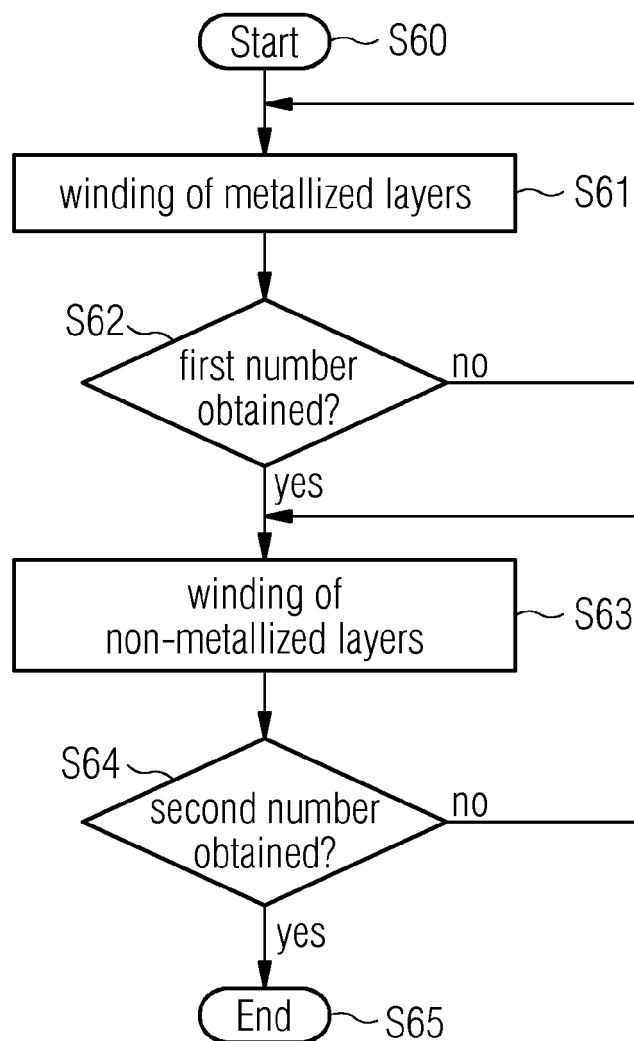 Start
S60
winding of metallized layers
S61
S62
first number
obtained?
no
yes
winding of
non-metallized layers
S63
S64
second number
obtained?
no
yes
End
S65